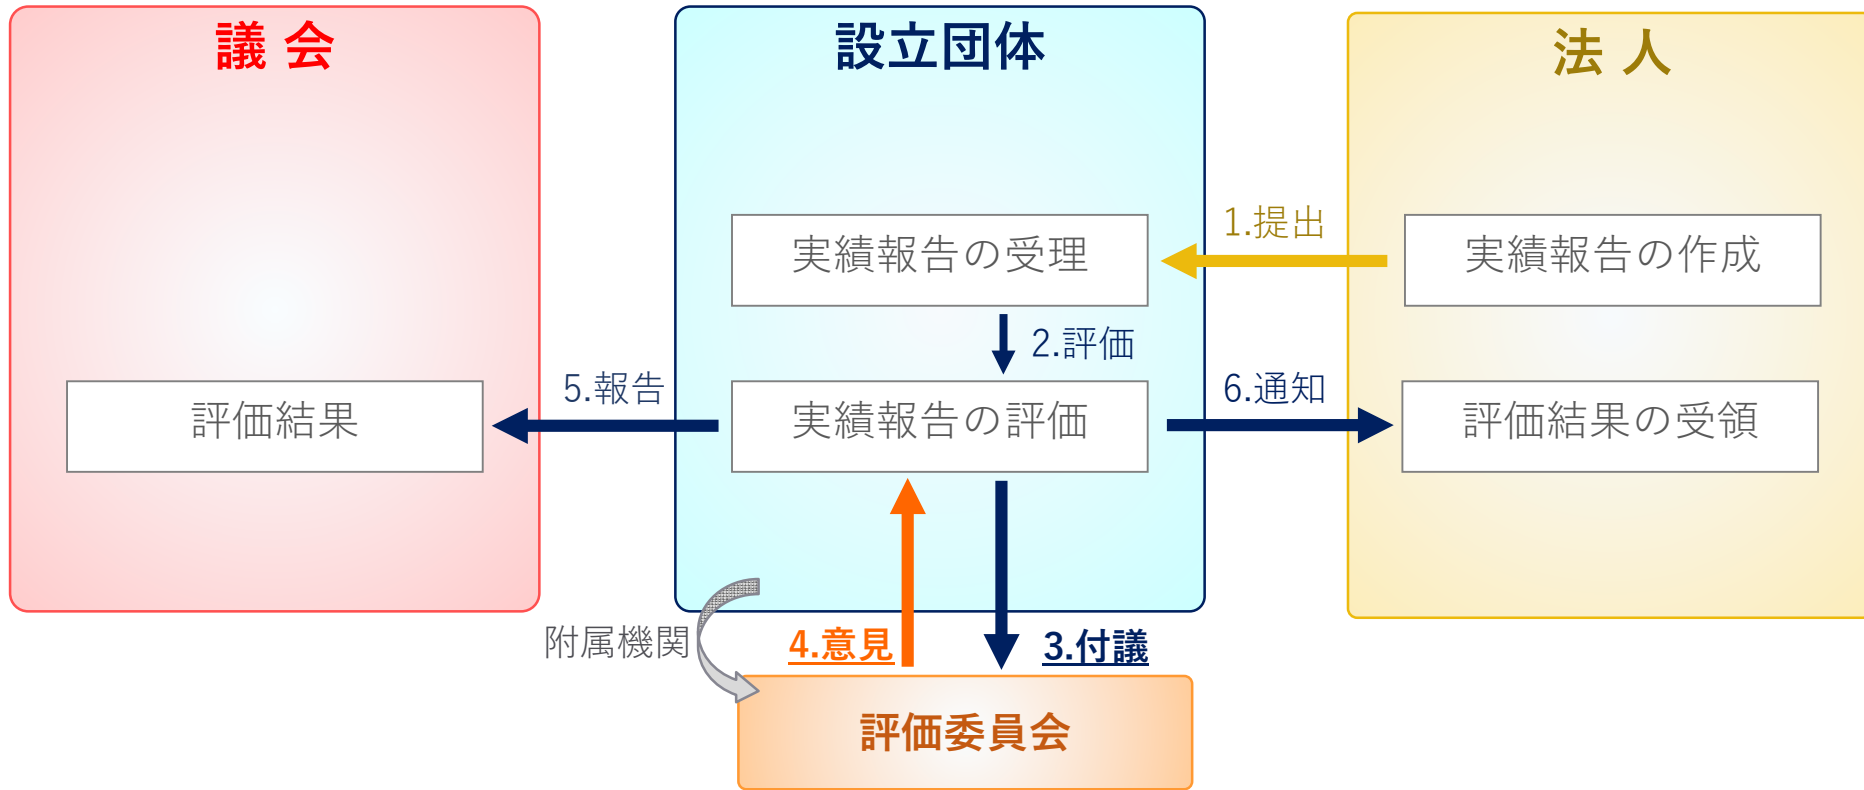 議 会
設立団体
法 人
1.提出
実績報告の受理
実績報告の作成
2.評価
5.報告
6.通知
評価結果
実績報告の評価
評価結果の受領
附属機関
4.意見
3.付議
評価委員会